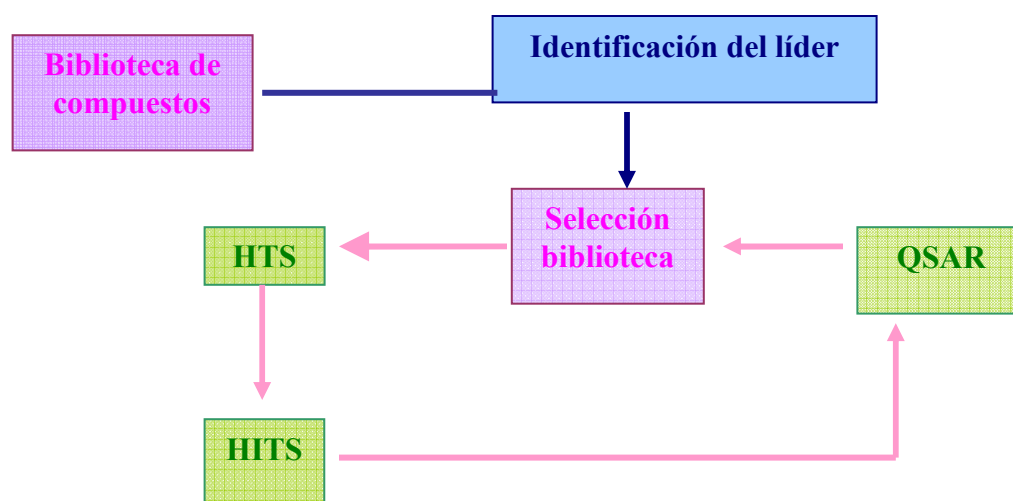 Identificación del líder
Biblioteca de
compuestos
Selección
biblioteca
HTS
QSAR
HITS